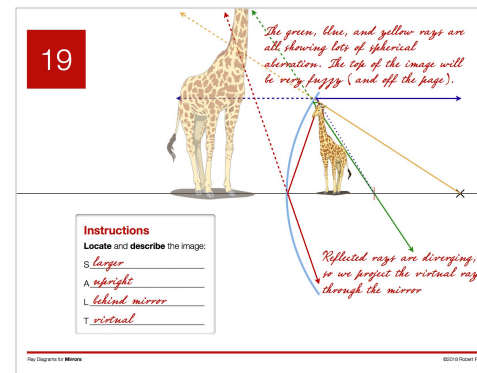 19
The green, blue, and yellow rays are
all showing lots of spherical
aberration. The top of the image will
be very fuzzy (and off the page).
Instructions
Locate and describe the image:
S larger
A upright
L behind mirror
T virtual
Reflected rays are diverging,
so we project the virtual ray
through the mirror
Ray Diagrams for Mirrors
©2018 Robert